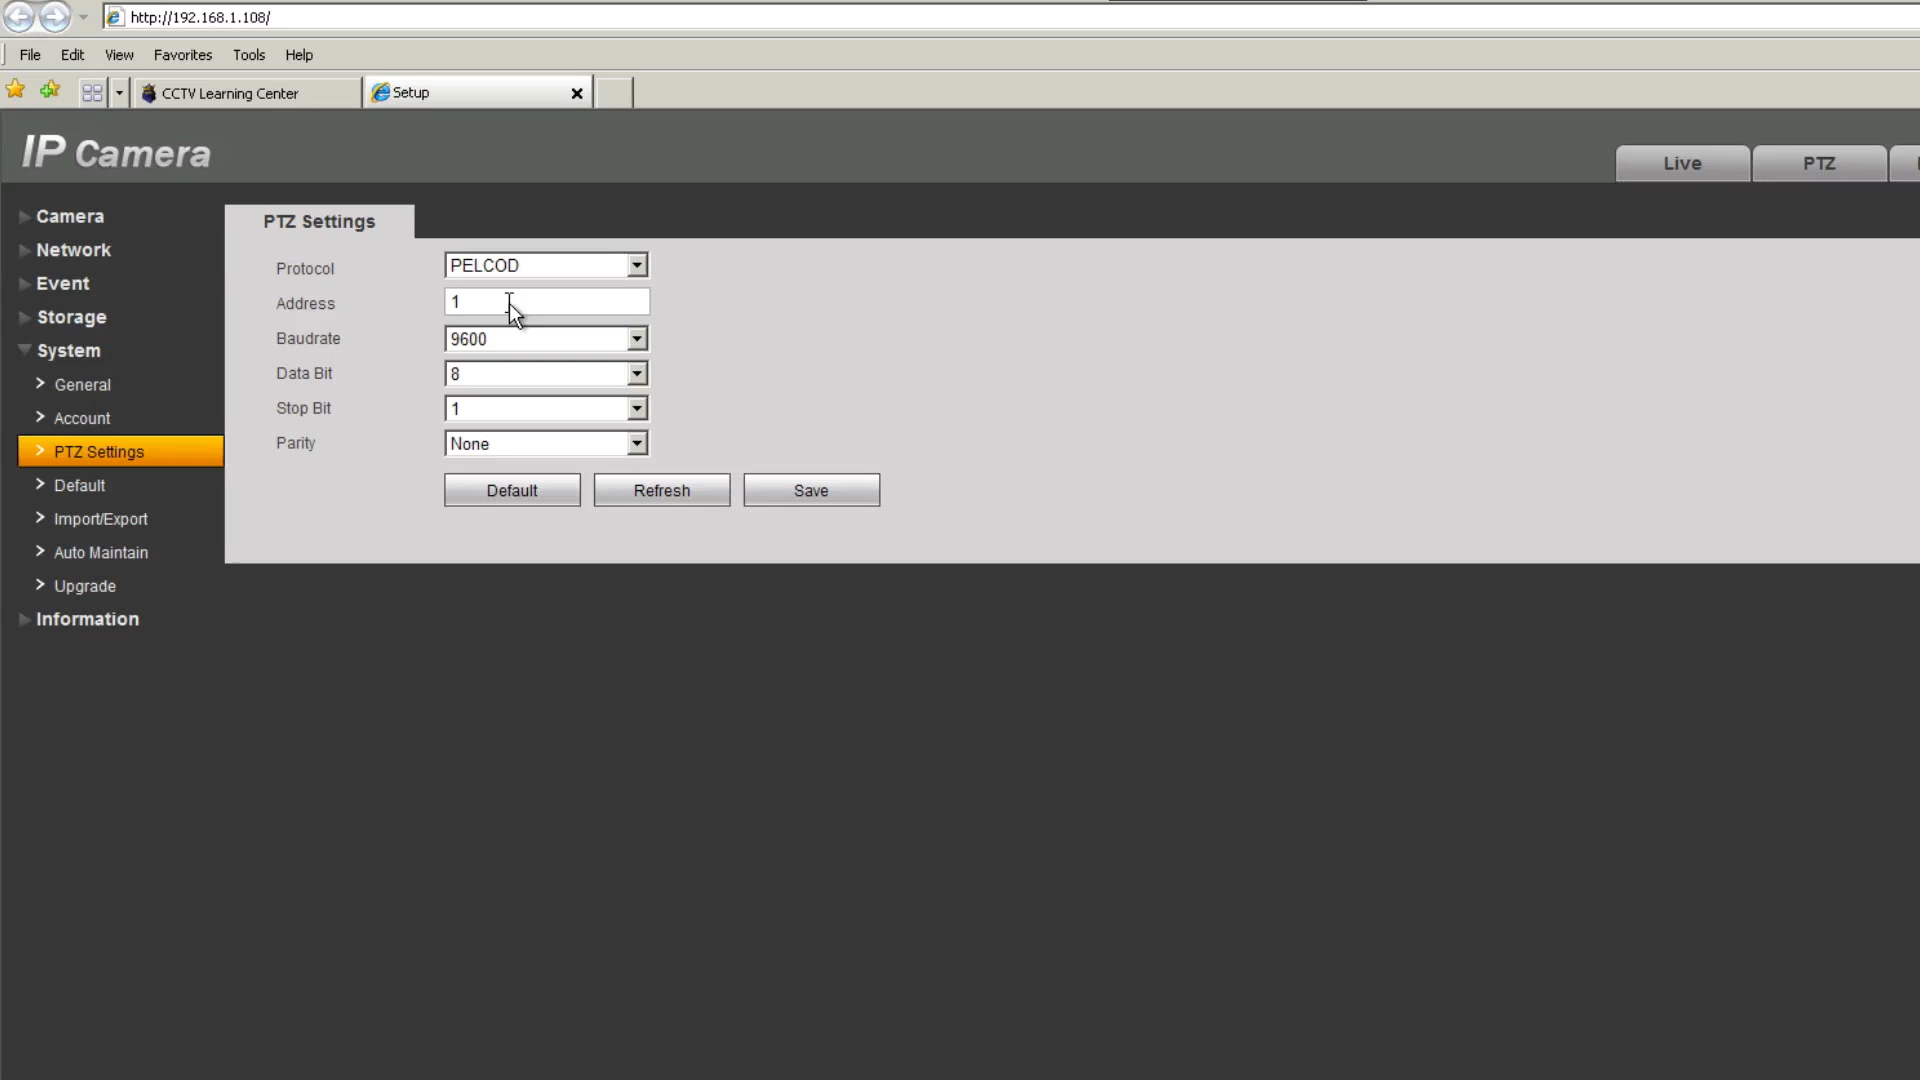 http://192.168.1.108/
File Edit View Favorites Tools Help
CCTV Learning Center Setup
IP Camera
Live PTZ
Camera
Network
Event
Storage
System
General
Account
PTZ Settings
Default
Import/Export
Auto Maintain
Upgrade
Information
PTZ Settings
Protocol PELCOD
Address 1
Baudrate 9600
Data Bit 8
Stop Bit 1
Parity None
Default Refresh Save